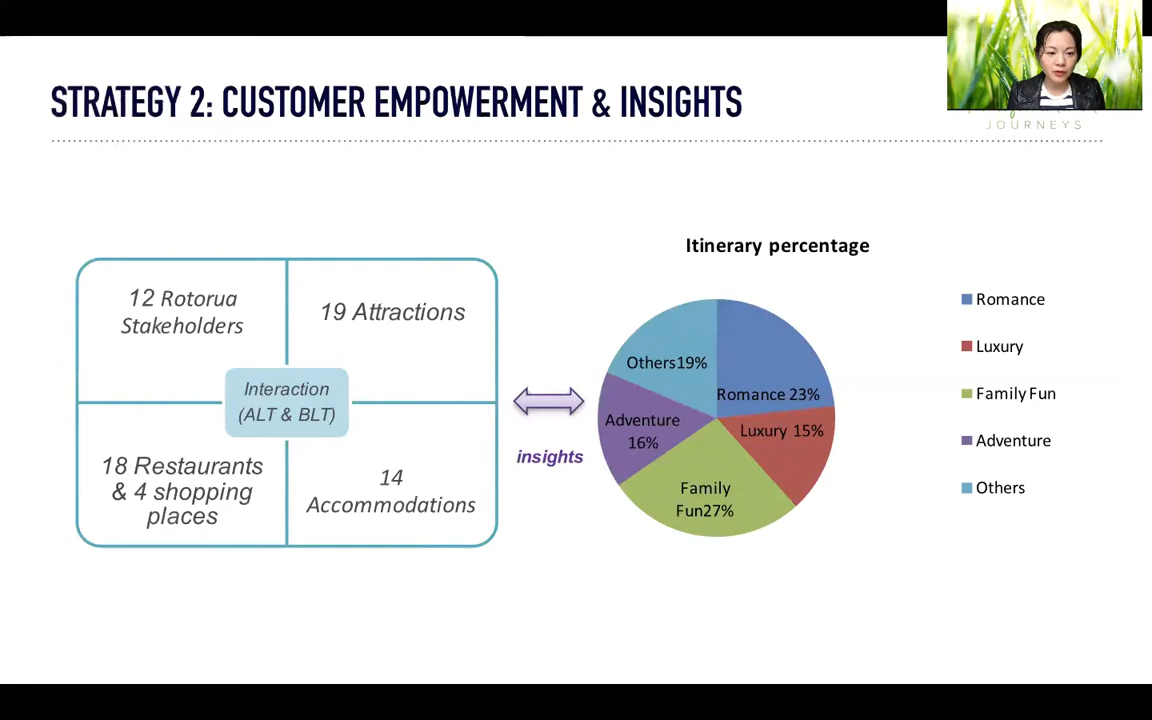 STRATEGY 2: CUSTOMER EMPOWERMENT & INSIGHTS
JOURNEYS
12 Rotorua
Stakeholders
19 Attractions
Interaction
(ALT & BLT)
18 Restaurants
& 4 shopping
places
14
Accommodations
insights
Itinerary percentage
Others19%
Romance 23%
Adventure
16%
Luxury 15%
Family
Fun27%
Romance
Luxury
Family Fun
Adventure
Others